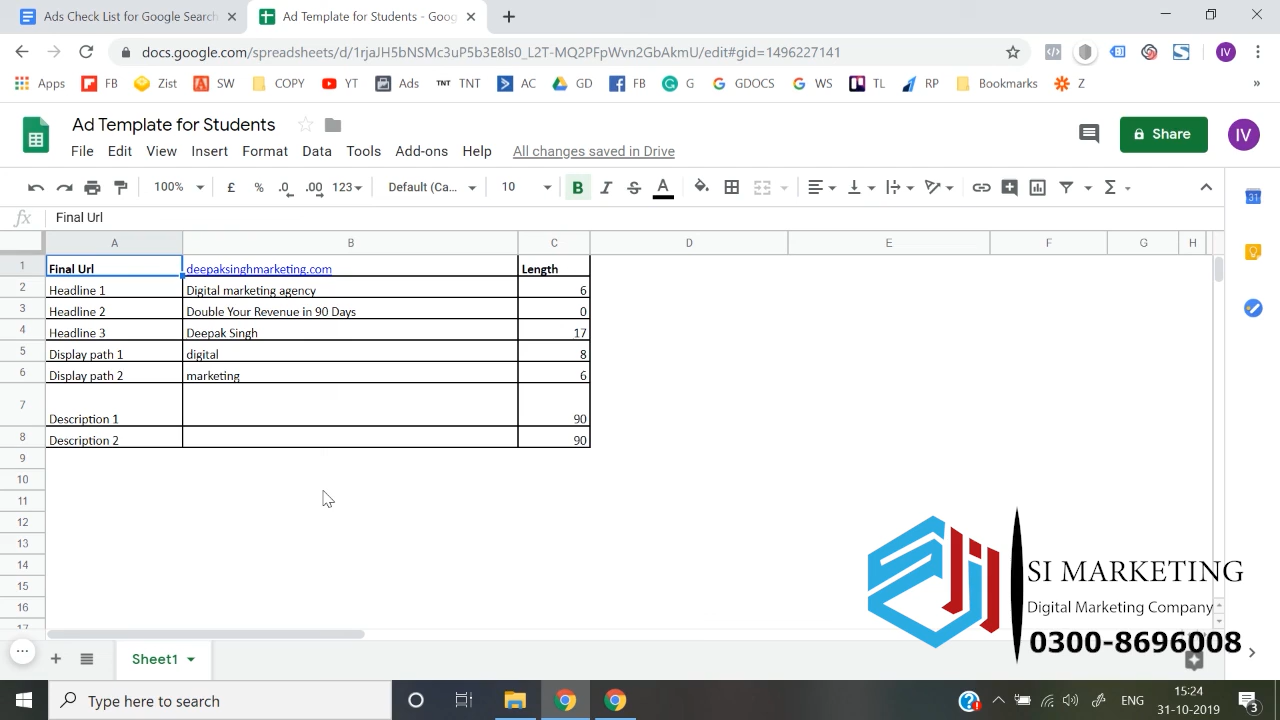 Ads Check List for Google Search
Ad Template for Students - Goog
docs.google.com/spreadsheets/d/1rjaJH5bNSMc3uP5b3E8ls0_L2T-MQ2PFpWvn2GbAkmU/edit#gid=1496227141
IV
Apps FB Zist SW COPY YT Ads TNT TNT AC GD FB G GDOCS WS TL RP Bookmarks Z »
Ad Template for Students
File Edit View Insert Format Data Tools Add-ons Help All changes saved in Drive
Share
IV
100% £ % .0 .00 123 Default (Ca... 10 B I S A Σ
31
fx Final Url
A B C D E F G H
1 Final Url deepaksinghmarketing.com Length
2 Headline 1 Digital marketing agency 6
3 Headline 2 Double Your Revenue in 90 Days 0
4 Headline 3 Deepak Singh 17
5 Display path 1 digital 8
6 Display path 2 marketing 6
7 Description 1 90
8 Description 2 90
9
10
11
12
13
14
15
16
17
SI MARKETING
Digital Marketing Company
0300-8696008
Sheet1
Type here to search
ENG
15:24
31-10-2019
3